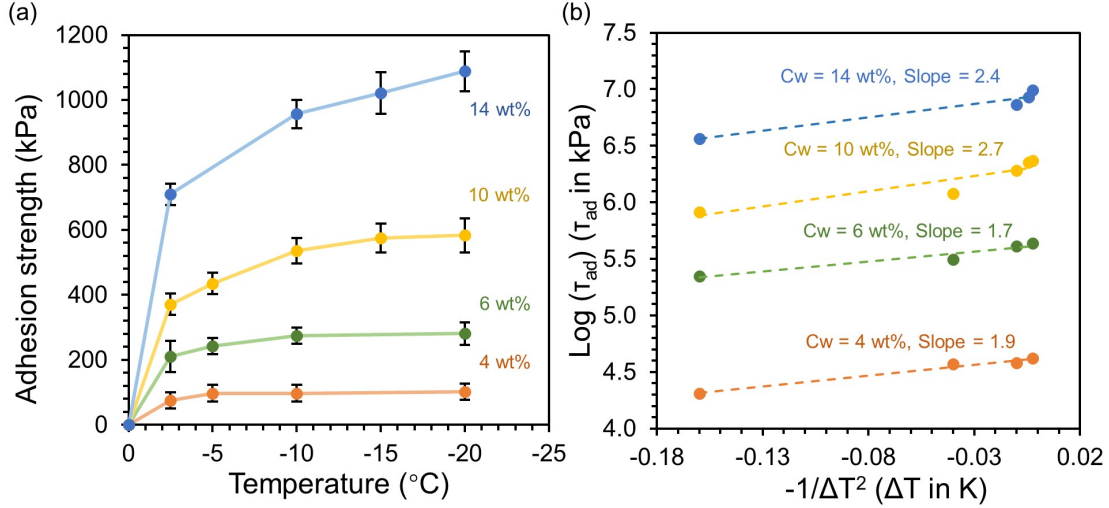 (a)
Adhesion strength (kPa)
1200
1000
800
600
400
200
0
14 wt%
10 wt%
6 wt%
4 wt%
0 -5 -10 -15 -20 -25
Temperature (°C)
(b)
Log (τad) (τad in kPa)
7.5
7.0
6.5
6.0
5.5
5.0
4.5
4.0
Cw = 14 wt%, Slope = 2.4
Cw = 10 wt%, Slope = 2.7
Cw = 6 wt%, Slope = 1.7
Cw = 4 wt%, Slope = 1.9
-0.18 -0.13 -0.08 -0.03 0.02
-1/ΔT² (ΔT in K)